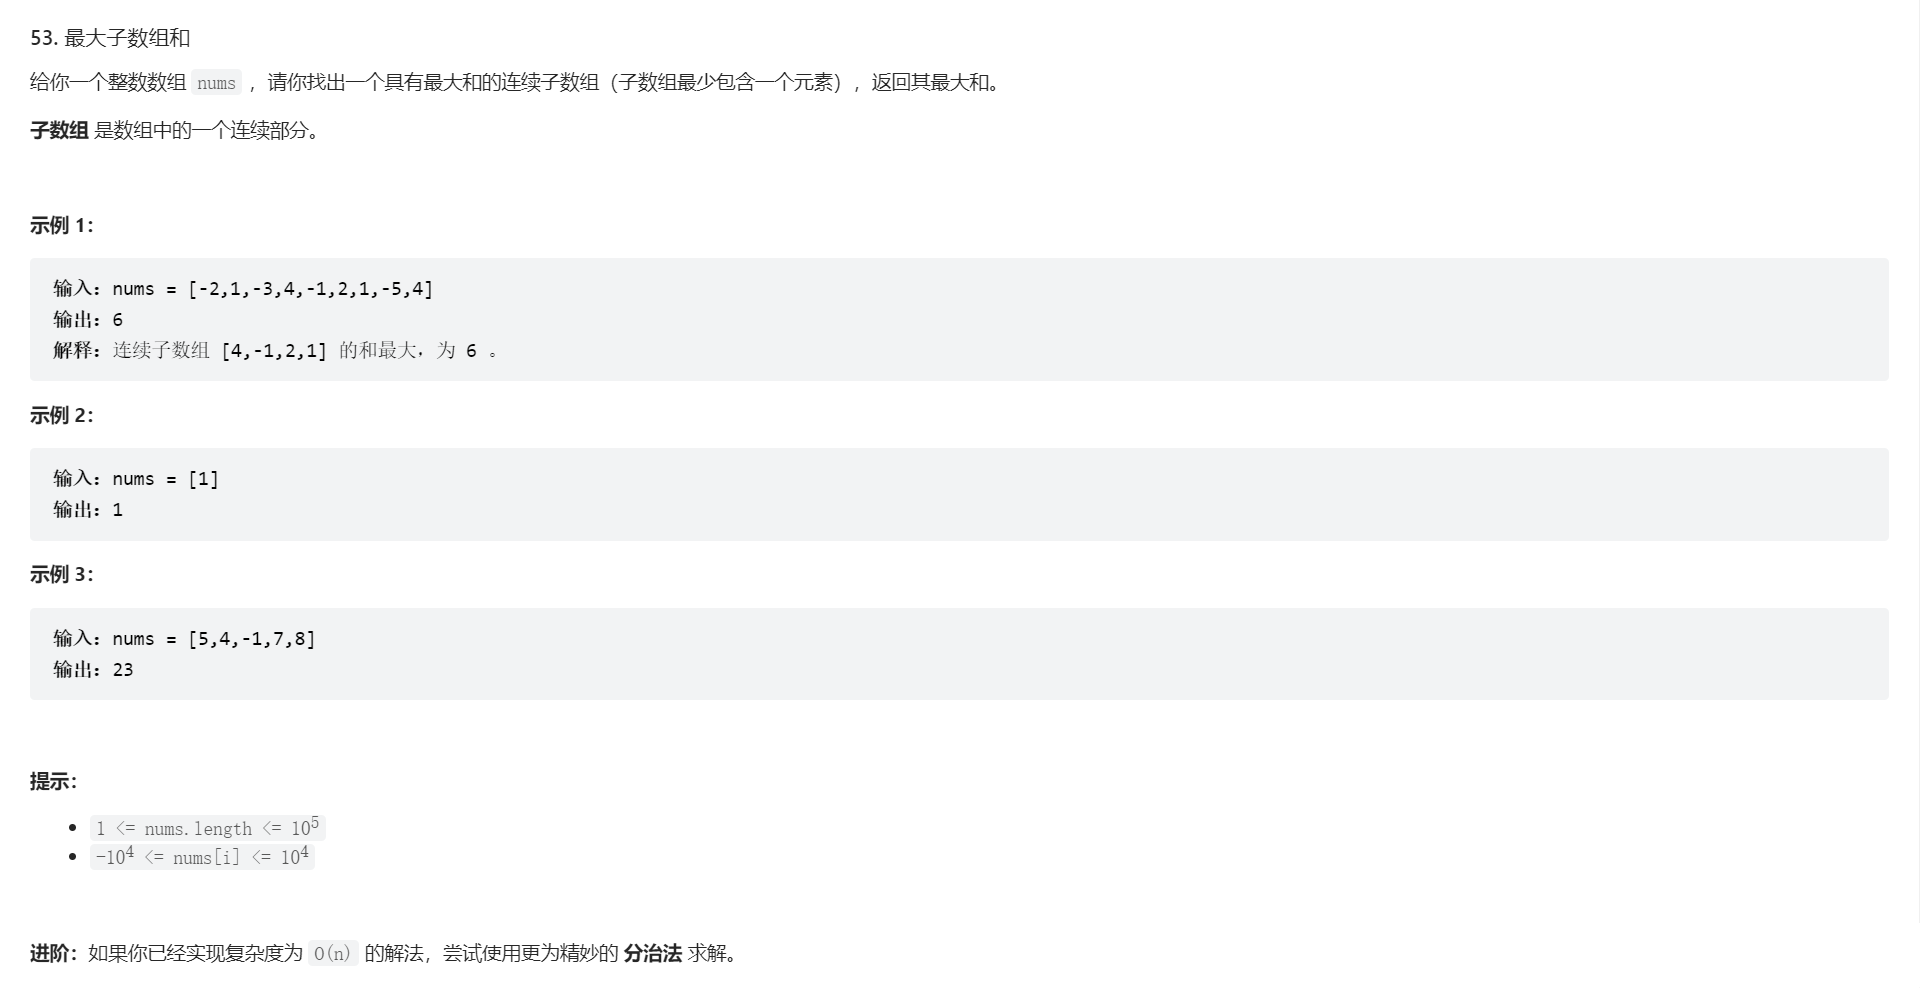 53. 最大子数组和
给你一个整数数组 nums ，请你找出一个具有最大和的连续子数组（子数组最少包含一个元素），返回其最大和。
子数组 是数组中的一个连续部分。
示例 1：
输入：nums = [-2,1,-3,4,-1,2,1,-5,4]
输出：6
解释：连续子数组 [4,-1,2,1] 的和最大，为 6 。
示例 2：
输入：nums = [1]
输出：1
示例 3：
输入：nums = [5,4,-1,7,8]
输出：23
提示：
• 1 <= nums.length <= 10⁵
• -10⁴ <= nums[i] <= 10⁴
进阶：如果你已经实现复杂度为 O(n) 的解法，尝试使用更为精妙的 分治法 求解。